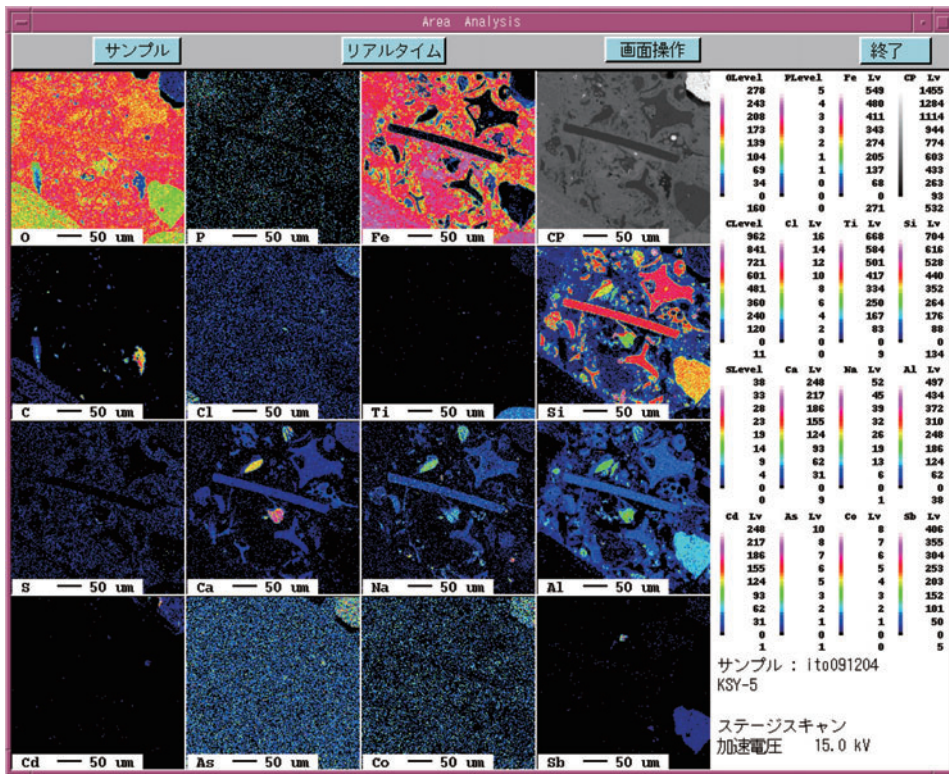 Area Analysis
サンプル リアルタイム 画面操作 終了
O 50 um P 50 um Fe 50 um CP 50 um
C 50 um Cl 50 um Ti 50 um Si 50 um
S 50 um Ca 50 um Na 50 um Al 50 um
Cd 50 um As 50 um Co 50 um Sb 50 um
OLevel PLevel Fe Lv CP Lv
278 5 549 1455
243 4 480 1284
208 3 411 1114
173 3 343 944
139 2 274 774
104 1 205 433
69 1 137 263
34 0 68 93
0 0 0 532
160 0 271
CLevel Cl Lv Ti Lv Si Lv
962 16 668 704
841 14 584 616
721 12 501 528
601 10 417 440
481 8 334 352
360 6 250 264
240 4 167 176
120 2 83 88
0 0 0 0
11 0 9 134
SLevel Ca Lv Na Lv Al Lv
38 248 52 497
33 217 45 434
28 186 39 372
23 155 32 310
19 124 26 248
14 93 19 186
9 62 13 124
4 31 6 62
0 0 0 0
0 9 1 38
Cd Lv As Lv Co Lv Sb Lv
248 10 8 406
217 8 7 355
186 7 6 304
155 6 5 253
124 5 4 203
93 3 3 152
62 2 2 101
31 1 1 50
0 0 0 0
1 1 0 5
サンプル : ito091204
KSY-5
ステージスキャン
加速電圧 15.0 kV